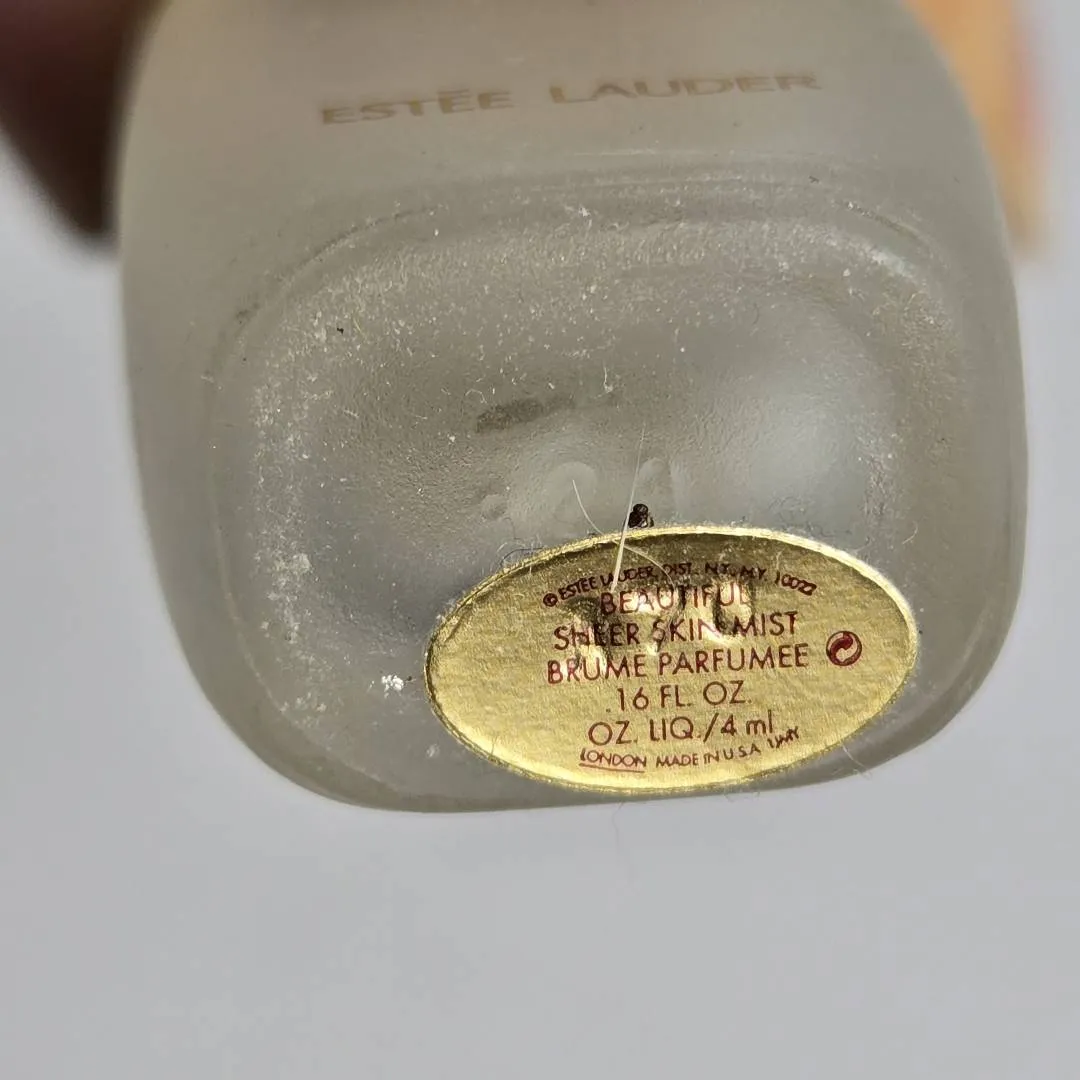 ESTĒE LAUDER
© ESTEE LAUDER, DIST. N.Y. N.Y. 10022
BEAUTIFUL
SHEER SKIN MIST
BRUME PARFUMEE
.16 FL. OZ.
OZ. LIQ./4 ml
LONDON MADE IN U.S.A